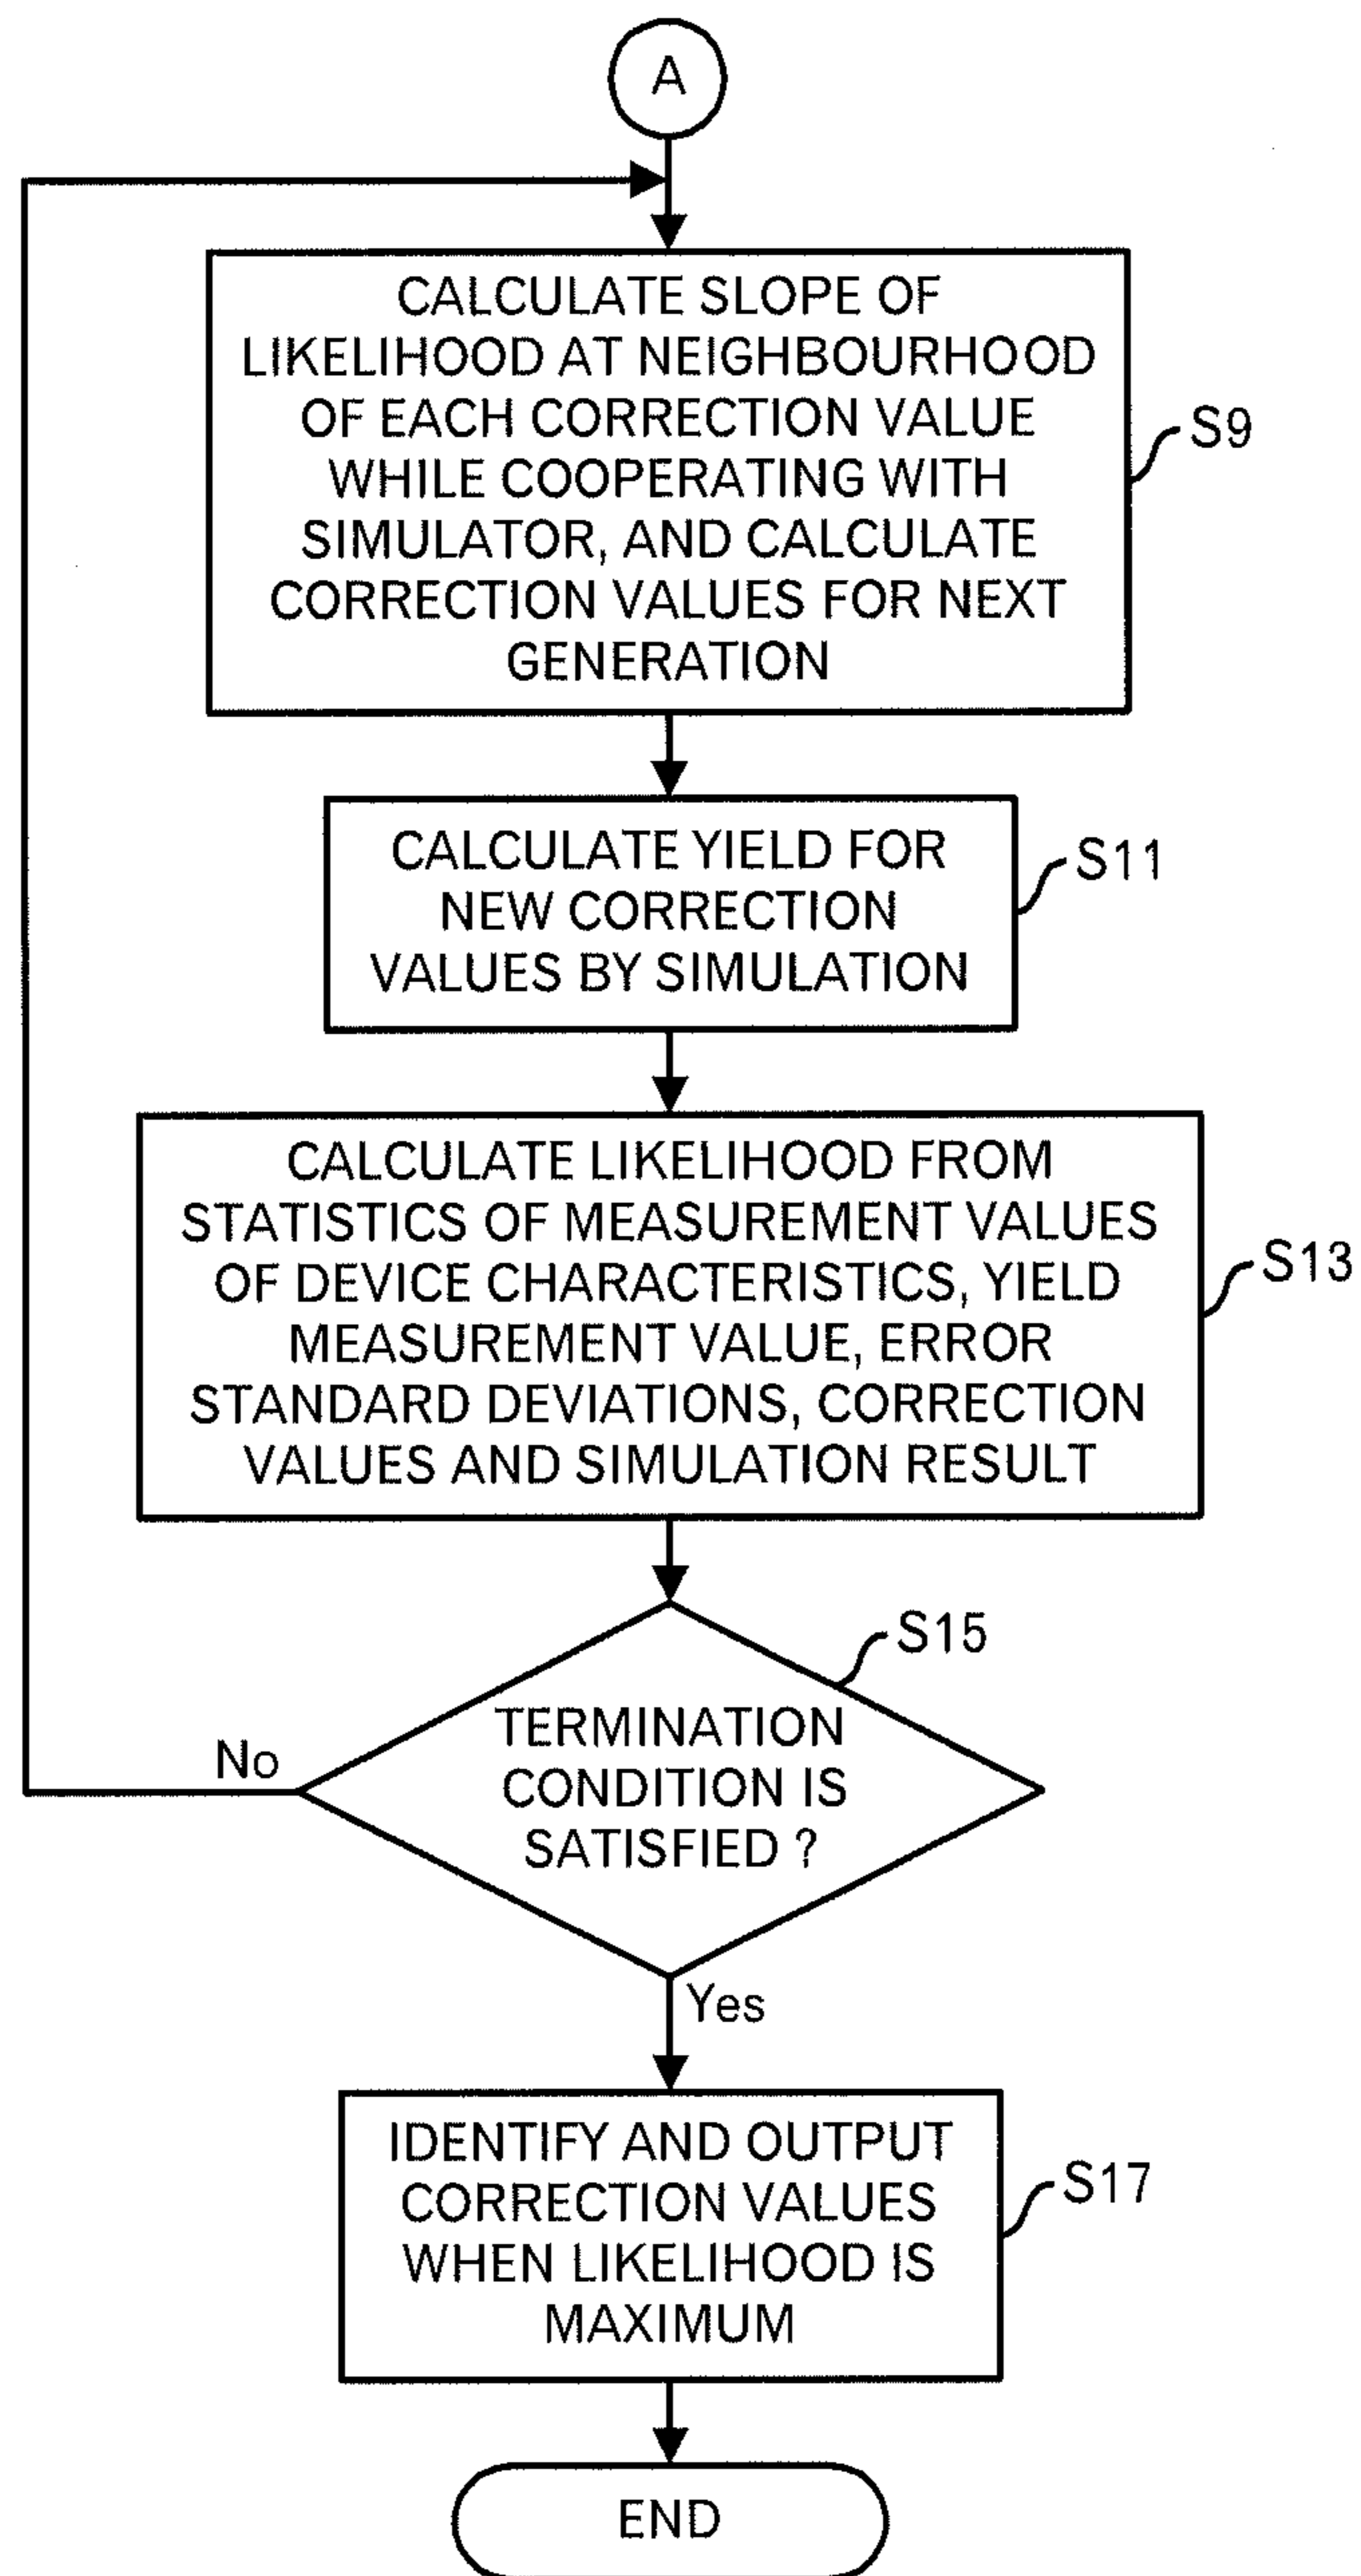 A
CALCULATE SLOPE OF
LIKELIHOOD AT NEIGHBOURHOOD
OF EACH CORRECTION VALUE
WHILE COOPERATING WITH
SIMULATOR, AND CALCULATE
CORRECTION VALUES FOR NEXT
GENERATION
S9
CALCULATE YIELD FOR
NEW CORRECTION
VALUES BY SIMULATION
S11
CALCULATE LIKELIHOOD FROM
STATISTICS OF MEASUREMENT VALUES
OF DEVICE CHARACTERISTICS, YIELD
MEASUREMENT VALUE, ERROR
STANDARD DEVIATIONS, CORRECTION
VALUES AND SIMULATION RESULT
S13
S15
TERMINATION
CONDITION IS
SATISFIED ?
No
Yes
IDENTIFY AND OUTPUT
CORRECTION VALUES
WHEN LIKELIHOOD IS
MAXIMUM
S17
END